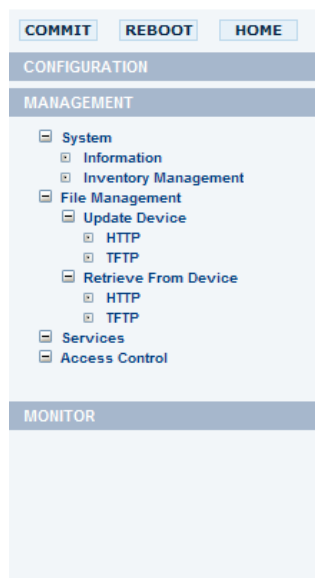 COMMIT REBOOT HOME
CONFIGURATION
MANAGEMENT
System
Information
Inventory Management
File Management
Update Device
HTTP
TFTP
Retrieve From Device
HTTP
TFTP
Services
Access Control
MONITOR